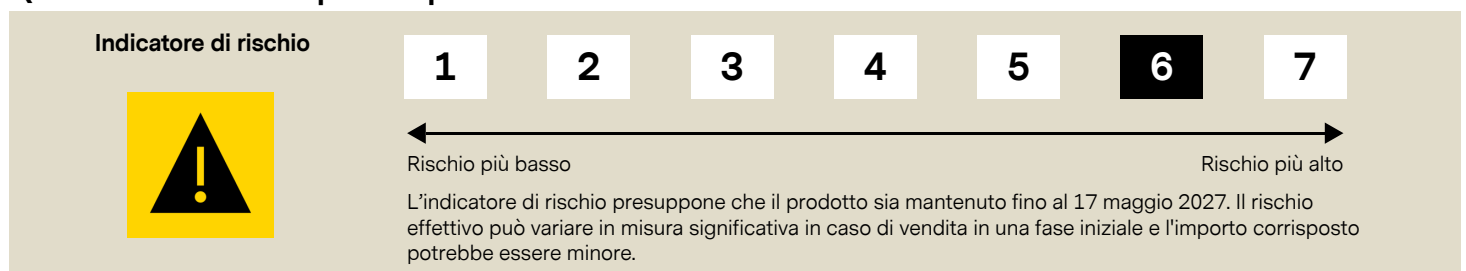 Indicatore di rischio
1 2 3 4 5 6 7
Rischio più basso Rischio più alto
L’indicatore di rischio presuppone che il prodotto sia mantenuto fino al 17 maggio 2027. Il rischio
effettivo può variare in misura significativa in caso di vendita in una fase iniziale e l'importo corrisposto
potrebbe essere minore.